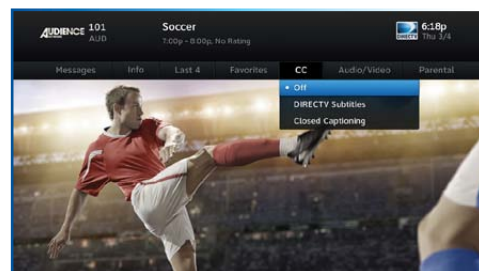 AUDIENCE 101
AUD
Soccer
7:00p - 8:00p, No Rating
DIRECTV
6:18p
Thu 3/4
Messages Info Last 4 Favorites CC Audio/Video Parental
• Off
DIRECTV Subtitles
Closed Captioning